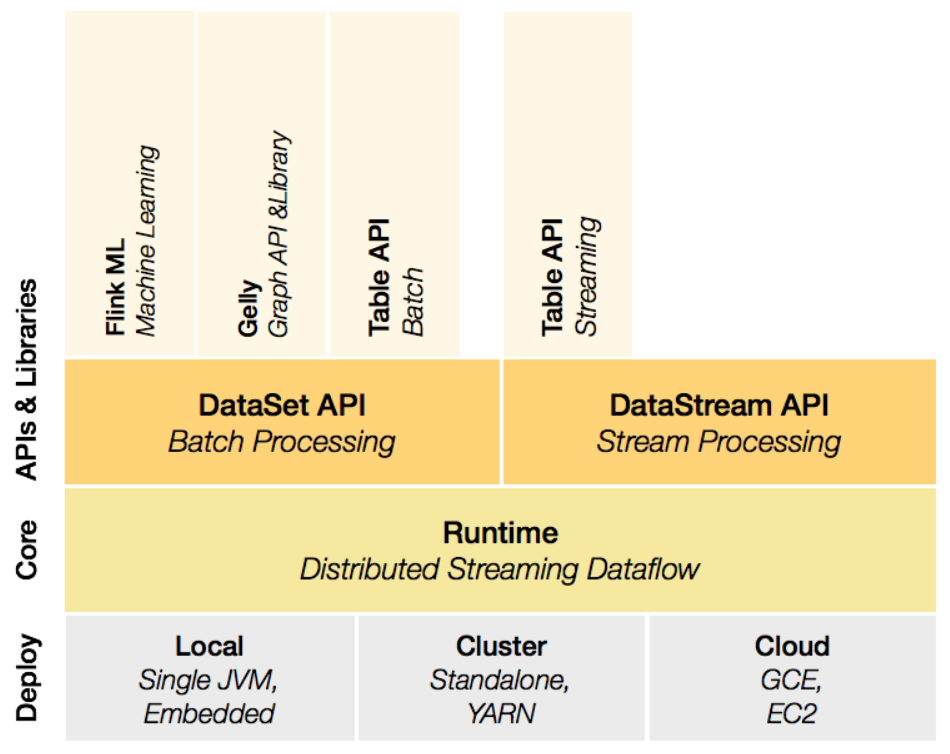 APIs & Libraries
Flink ML
Machine Learning
Gelly
Graph API &Library
Table API
Batch
Table API
Streaming
DataSet API
Batch Processing
DataStream API
Stream Processing
Core
Runtime
Distributed Streaming Dataflow
Deploy
Local
Single JVM,
Embedded
Cluster
Standalone,
YARN
Cloud
GCE,
EC2